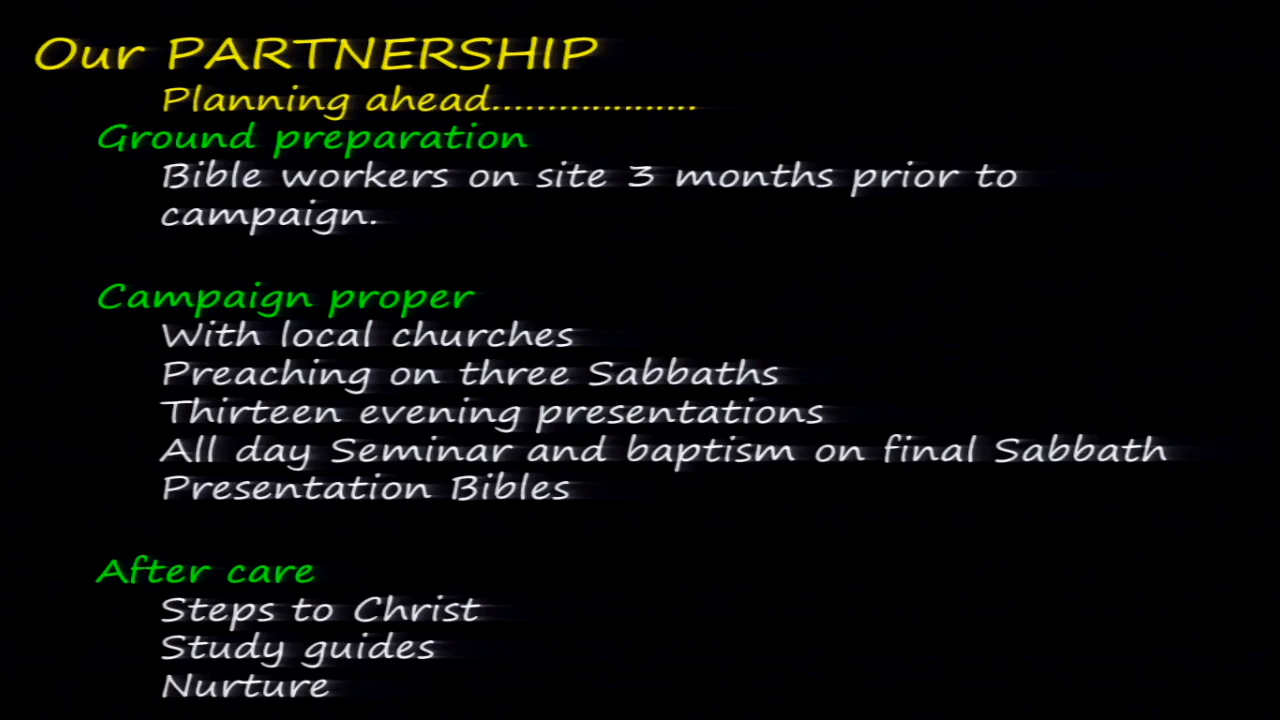 Our PARTNERSHIP
Planning ahead...................
Ground preparation
Bible workers on site 3 months prior to
campaign.
Campaign proper
With local churches
Preaching on three Sabbaths
Thirteen evening presentations
All day Seminar and baptism on final Sabbath
Presentation Bibles
After care
Steps to Christ
Study guides
Nurture